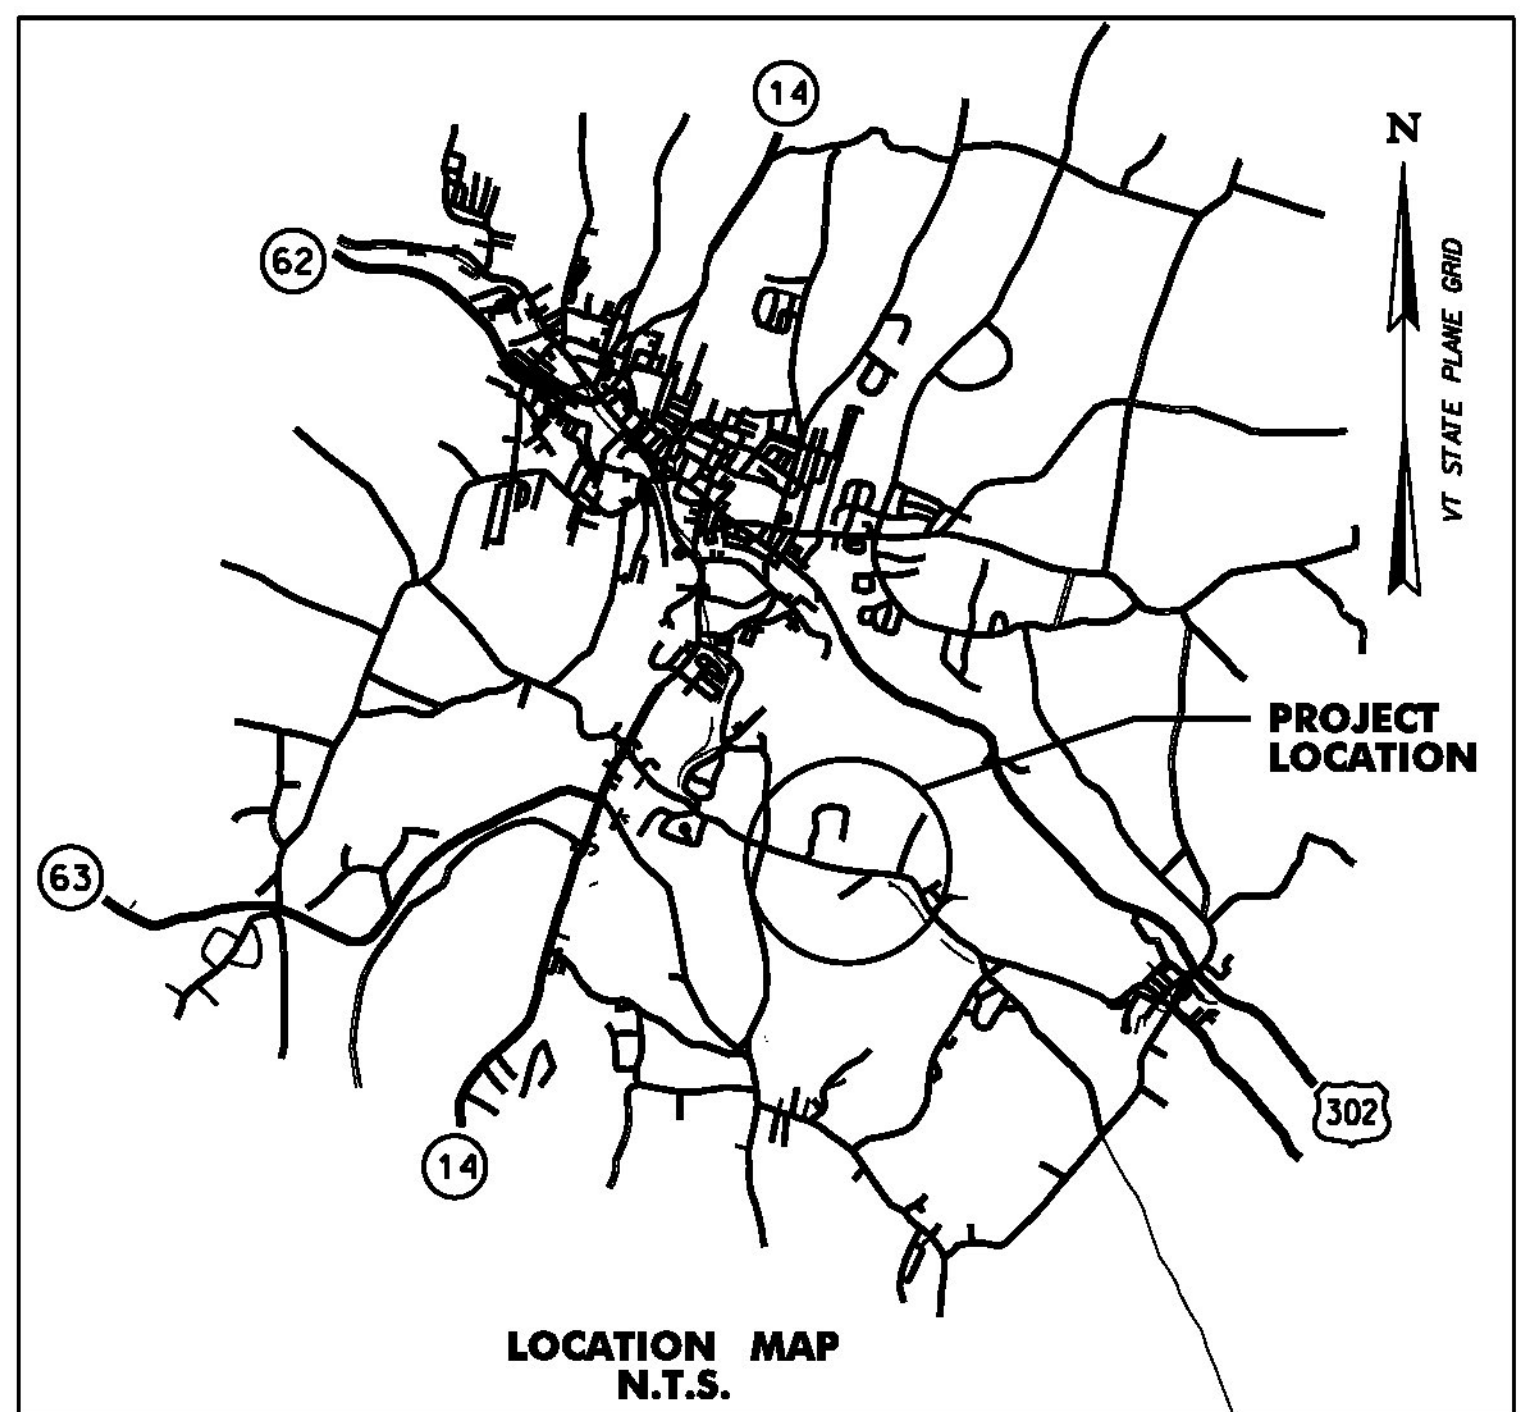 14
N
62
VT STATE PLANE GRID
PROJECT
LOCATION
63
302
14
LOCATION MAP
N.T.S.